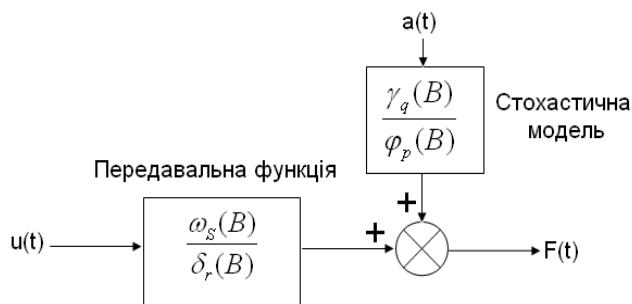 a(t)
γ_q(B)
φ_p(B)
Стохастична
модель
Передавальна функція
+
u(t)
ω_S(B)
δ_r(B)
+
F(t)